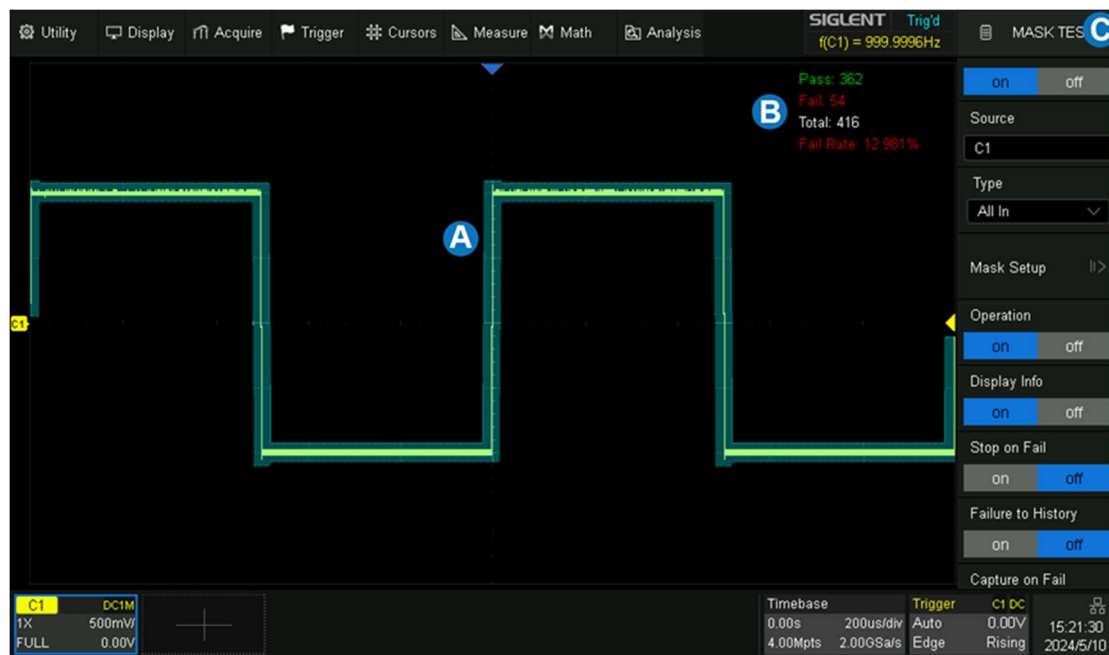 Utility Display Acquire Trigger Cursors Measure Math Analysis
SIGLENT Trig'd
f(C1) = 999.9996Hz
MASK TES
C
on off
Source
C1
Type
All In
Mask Setup
Operation
on off
Display Info
on off
Stop on Fail
on off
Failure to History
on off
Capture on Fail
Pass: 362
Fail: 54
Total: 416
Fail Rate: 12.981%
B
A
C1
C1 DC1M
1X 500mV/
FULL 0.00V
Timebase
0.00s 200us/div
4.00Mpts 2.00GSa/s
Trigger C1 DC
Auto 0.00V
Edge Rising
15:21:30
2024/5/10